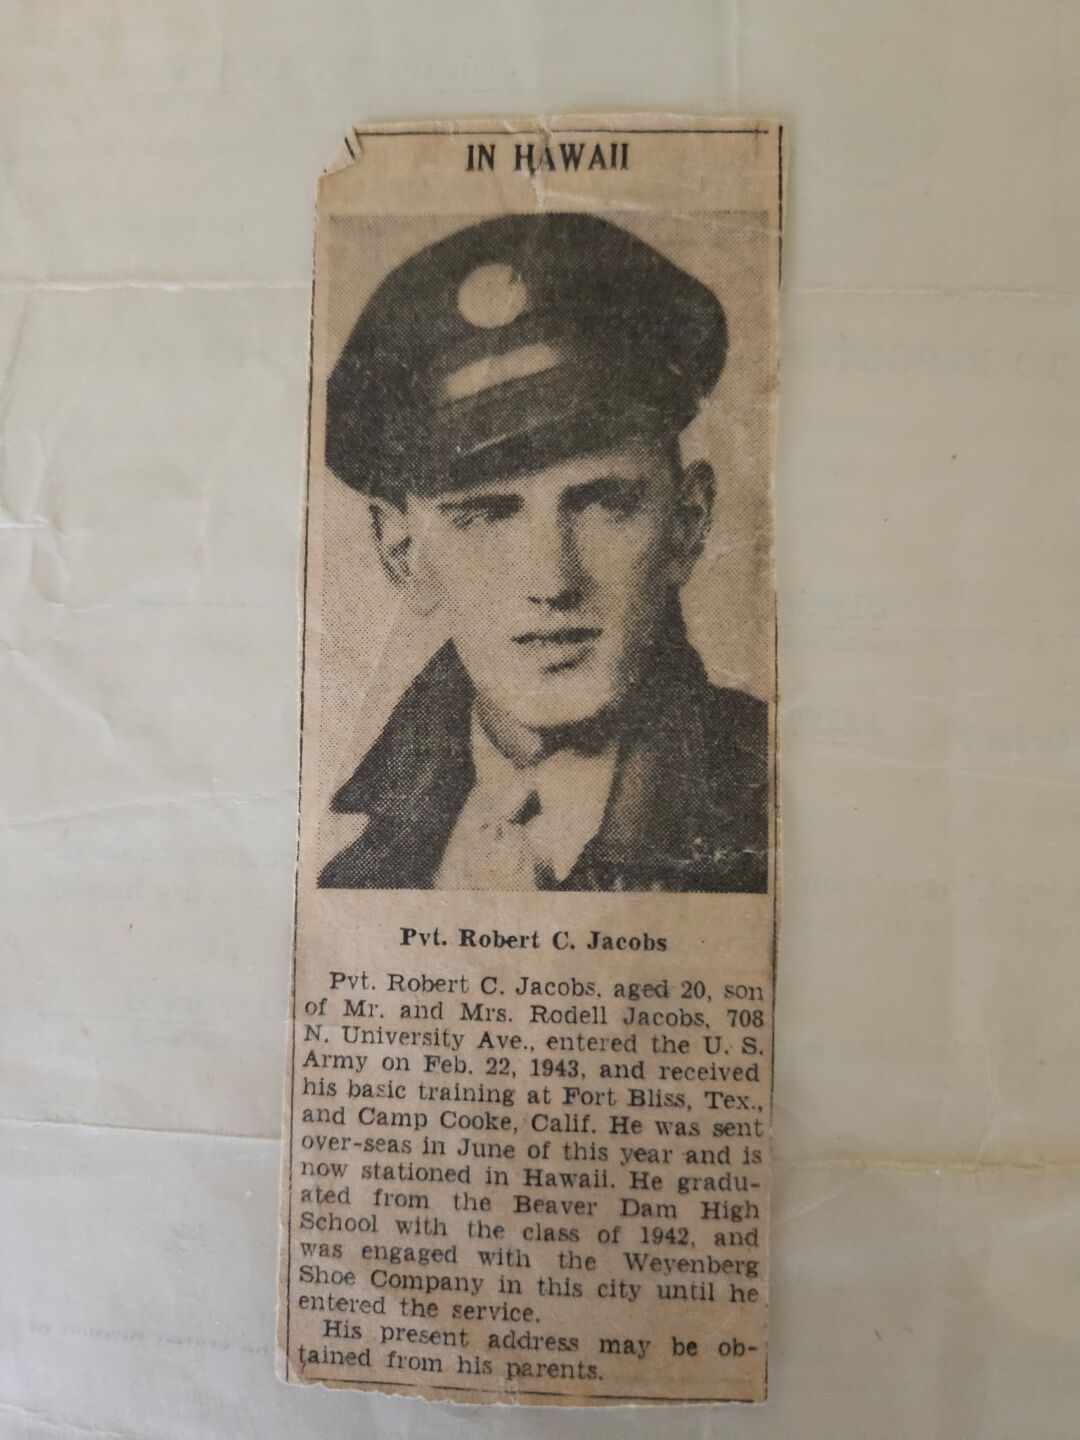 IN HAWAII
Pvt. Robert C. Jacobs
Pvt. Robert C. Jacobs, aged 20, son
of Mr. and Mrs. Rodell Jacobs, 708
N. University Ave., entered the U. S.
Army on Feb. 22, 1943, and received
his basic training at Fort Bliss, Tex.,
and Camp Cooke, Calif. He was sent
over-seas in June of this year and is
now stationed in Hawaii. He gradu-
ated from the Beaver Dam High
School with the class of 1942, and
was engaged with the Weyenberg
Shoe Company in this city until he
entered the service.
His present address may be ob-
tained from his parents.